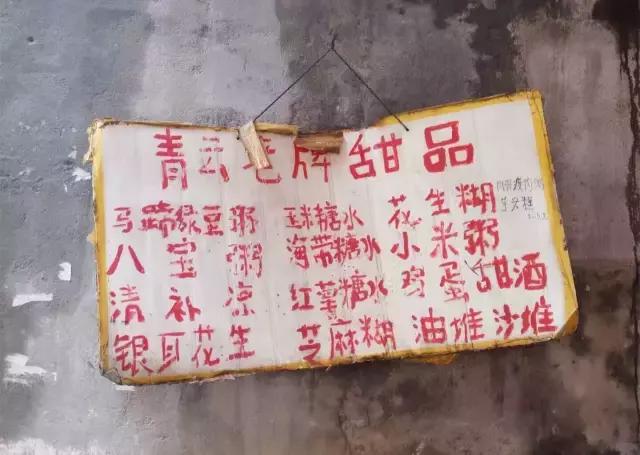 青云老牌甜品
马蹄绿豆粥 玉米糖水 花生糊
八宝粥 海带糖水 小米粥
清补凉 红薯糖水 鸡蛋甜酒
银耳花生 芝麻糊 油堆沙堆